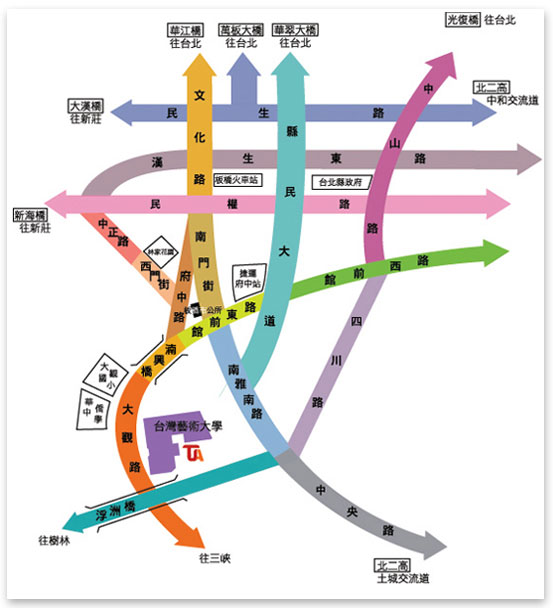 光復橋 往台北
華江橋
往台北
萬板大橋
往台北
華翠大橋
往台北
北二高
中和交流道
大漢橋
往新莊
民生路
文化路
縣民大道
中山路
漢生東路
板橋火車站
台北縣政府
新海橋
往新莊
民權路
中正路
西門街
林家花園
府中路
南門街
捷運
府中站
館前西路
公所
館前東路
湳興橋
四川路
大觀
國小
華僑
中學
南雅南路
大觀路
台灣藝術大學
浮洲橋
中央路
往樹林
往三峽
北二高
土城交流道